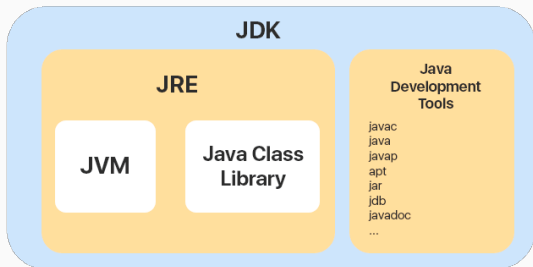 JDK
JRE
JVM
Java Class
Library
Java
Development
Tools
javac
java
javap
apt
jar
jdb
javadoc
...